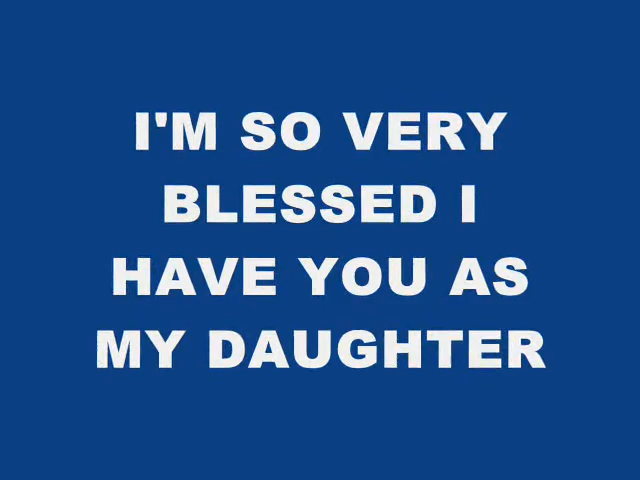 I'M SO VERY
BLESSED I
HAVE YOU AS
MY DAUGHTER